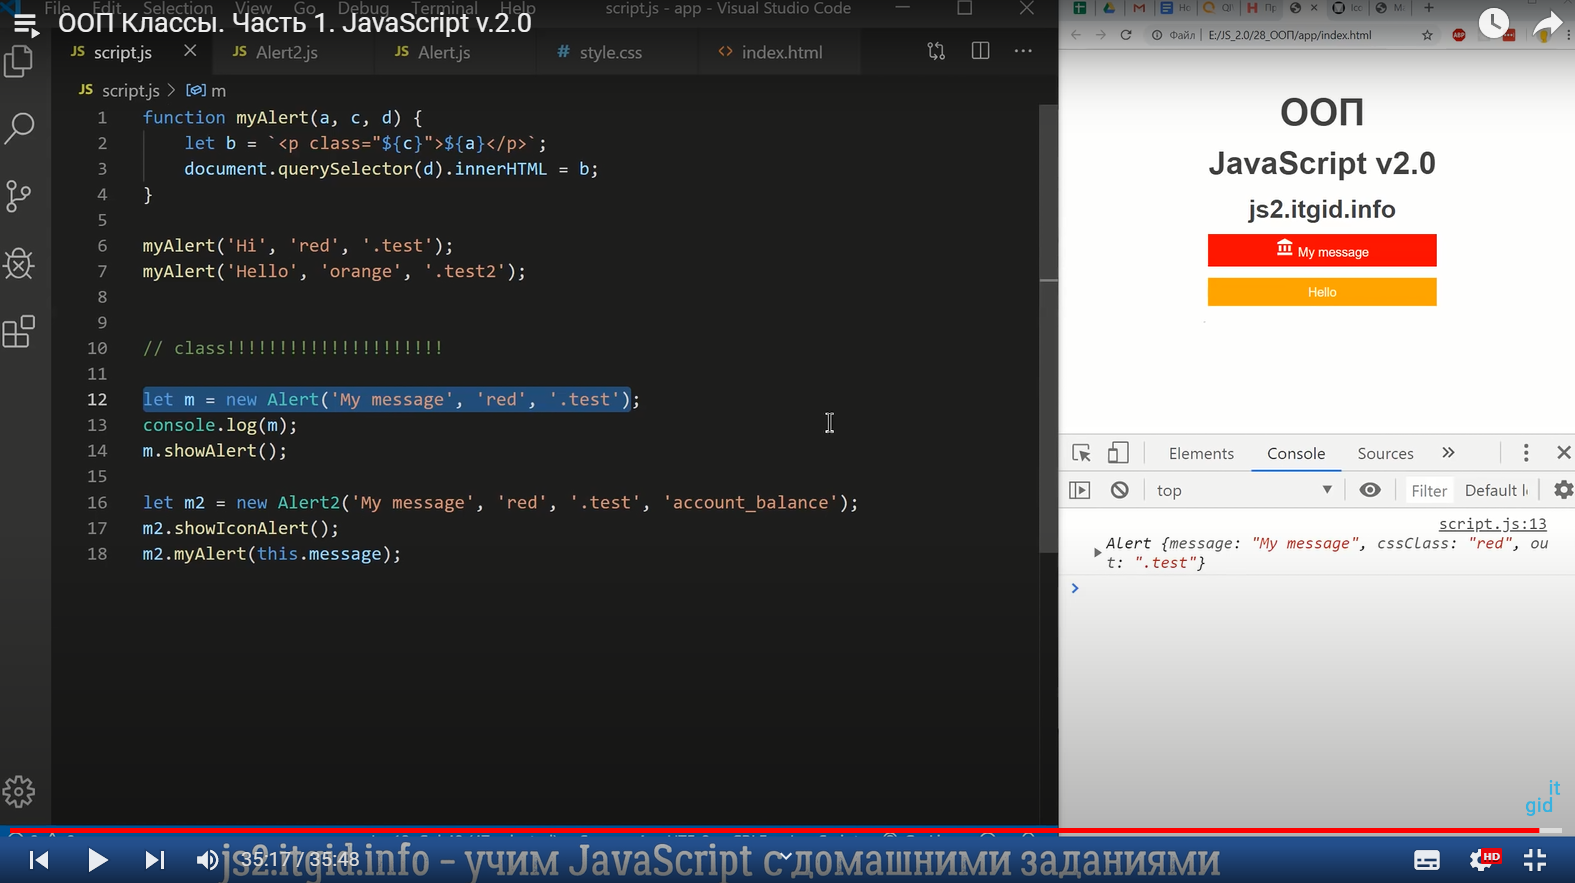 File Edit Selection View Go Debug Terminal Help script.js - app - Visual Studio Code
ООП Классы. Часть 1. JavaScript v.2.0
JS script.js JS Alert2.js JS Alert.js # style.css <> index.html
JS script.js > m
1 function myAlert(a, c, d) {
2 let b = `<p class="${c}">${a}</p>`;
3 document.querySelector(d).innerHTML = b;
4 }
5
6 myAlert('Hi', 'red', '.test');
7 myAlert('Hello', 'orange', '.test2');
8
9
10 // class!!!!!!!!!!!!!!!!!!!!!
11
12 let m = new Alert('My message', 'red', '.test');
13 console.log(m);
14 m.showAlert();
15
16 let m2 = new Alert2('My message', 'red', '.test', 'account_balance');
17 m2.showIconAlert();
18 m2.myAlert(this.message);
Файл E:/JS_2.0/28_ООП/app/index.html
ABP
ООП
JavaScript v2.0
js2.itgid.info
My message
Hello
Elements Console Sources »
top Filter
script.js:13
Alert {message: "My message", cssClass: "red", ou
t: ".test"}
it
gid
js2.itgid.info – учим JavaScript с домашними заданиями
35:17 / 35:48
HD